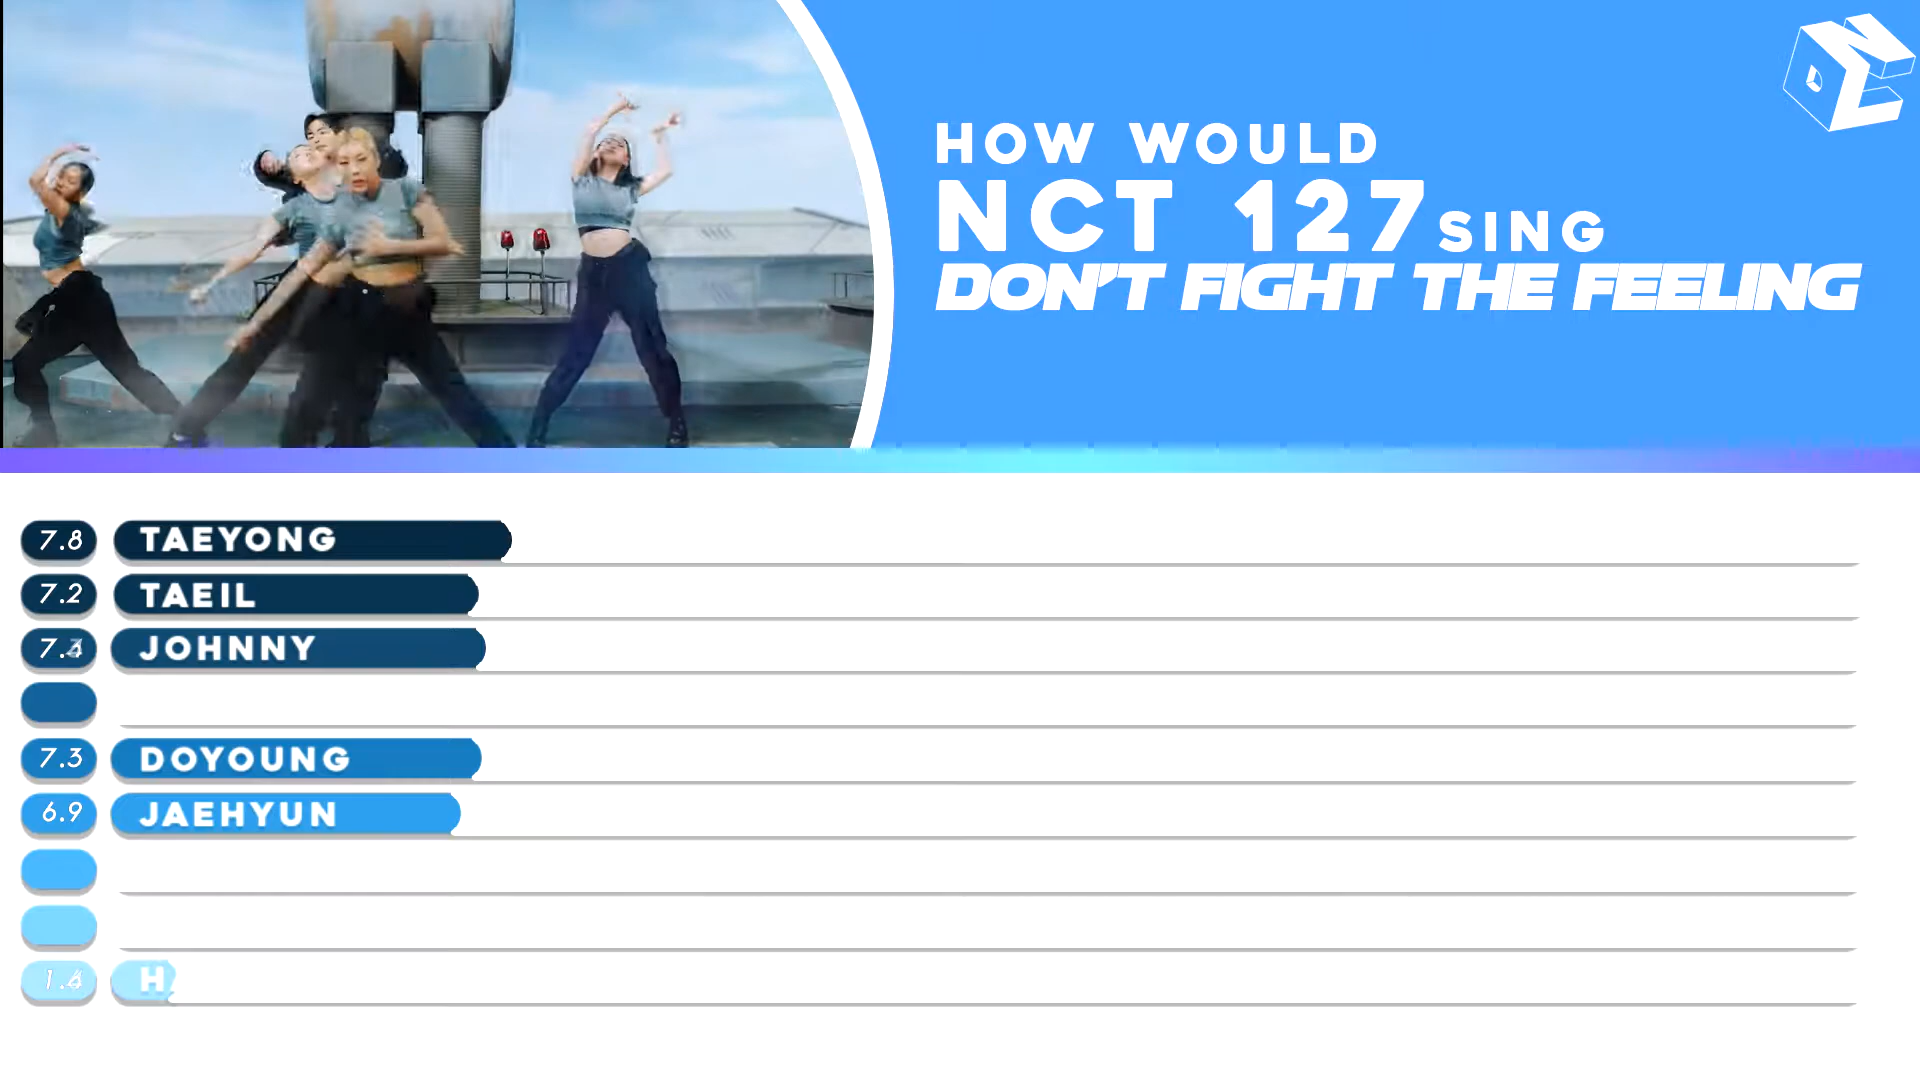 HOW WOULD
NCT 127 SING
DON'T FIGHT THE FEELING
7.8 TAEYONG
7.2 TAEIL
JOHNNY
7.3 DOYOUNG
6.9 JAEHYUN
H